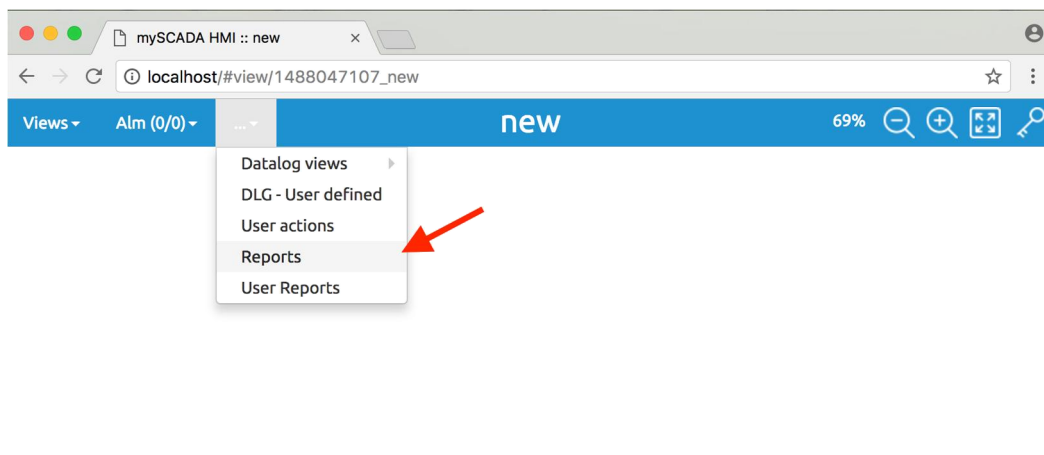 mySCADA HMI :: new
localhost/#view/1488047107_new
Views Alm (0/0) ... new 69%
Datalog views
DLG - User defined
User actions
Reports
User Reports